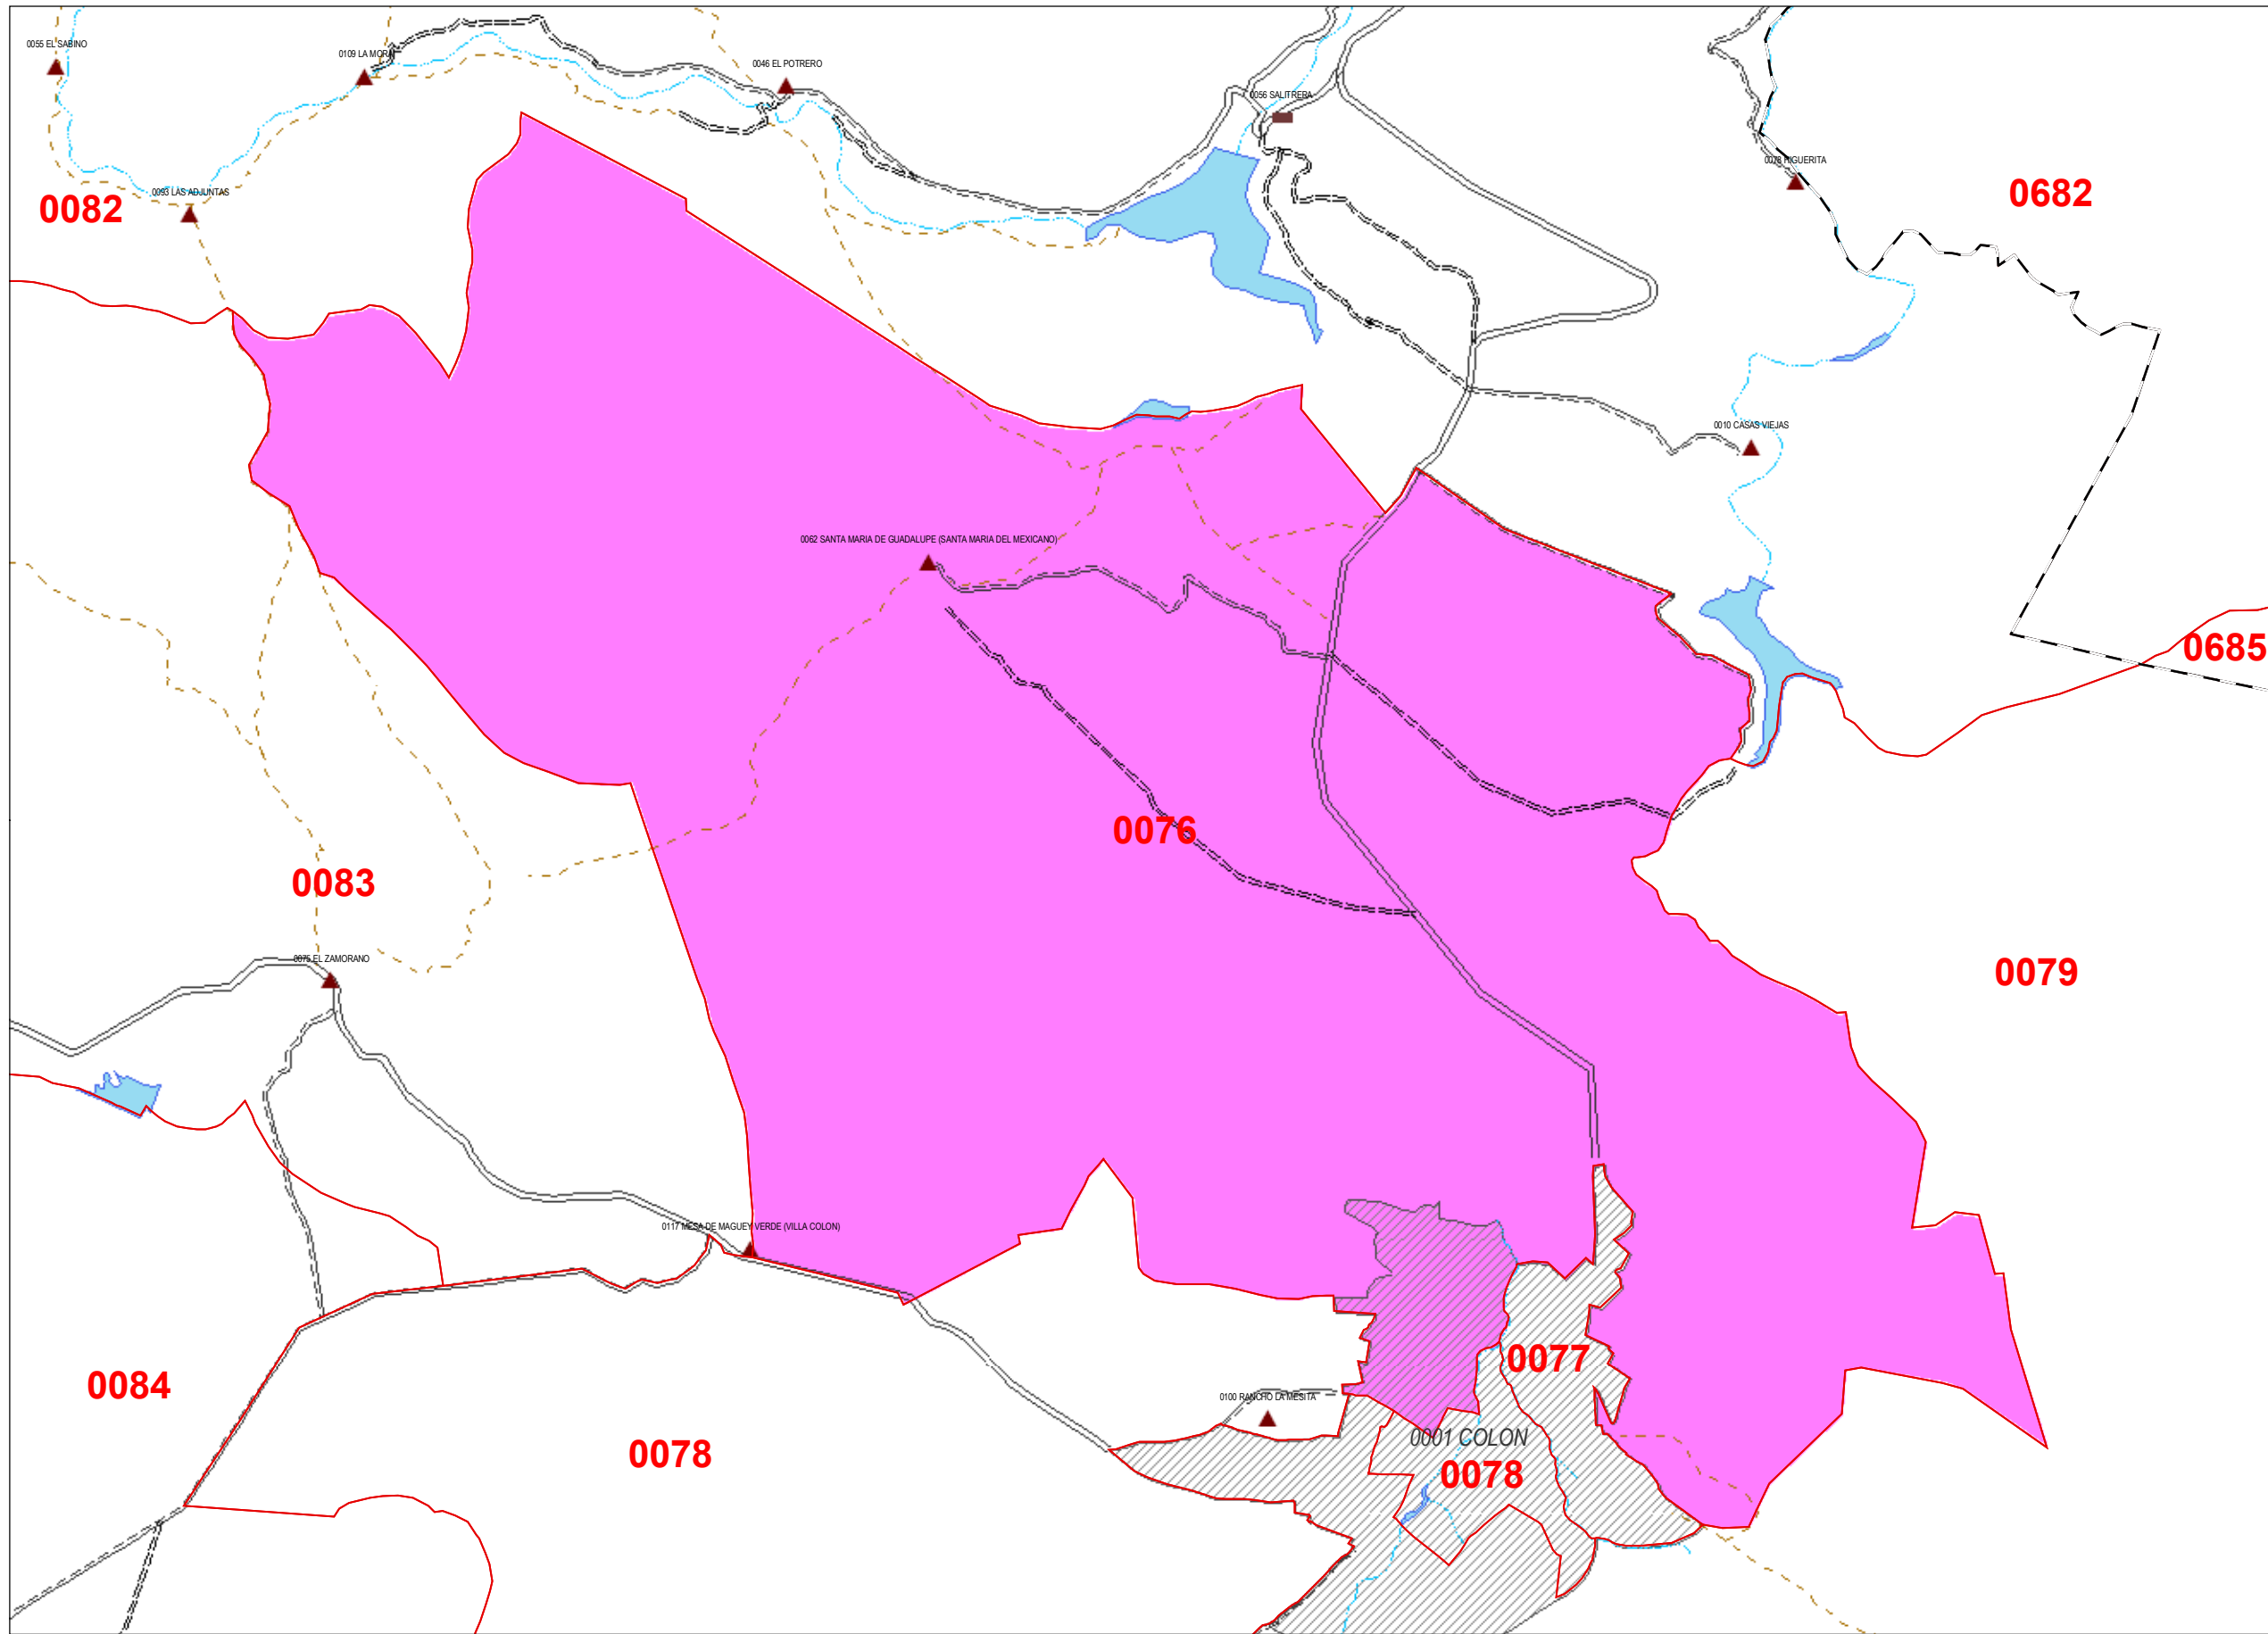 0055 EL SABINO
0109 LA MORA
0046 EL POTRERO
0056 SALITRERA
0028 HIGUERITA
0093 LAS ADJUNTAS
0082
0682
0010 CASAS VIEJAS
0062 SANTA MARIA DE GUADALUPE (SANTA MARIA DEL MEXICANO)
0685
0076
0083
0075 EL ZAMORANO
0079
0117 MESA DE MAGUEY VERDE (VILLA COLON)
0077
0084
0100 RANCHO LA MESITA
0001 COLON
0078
0078